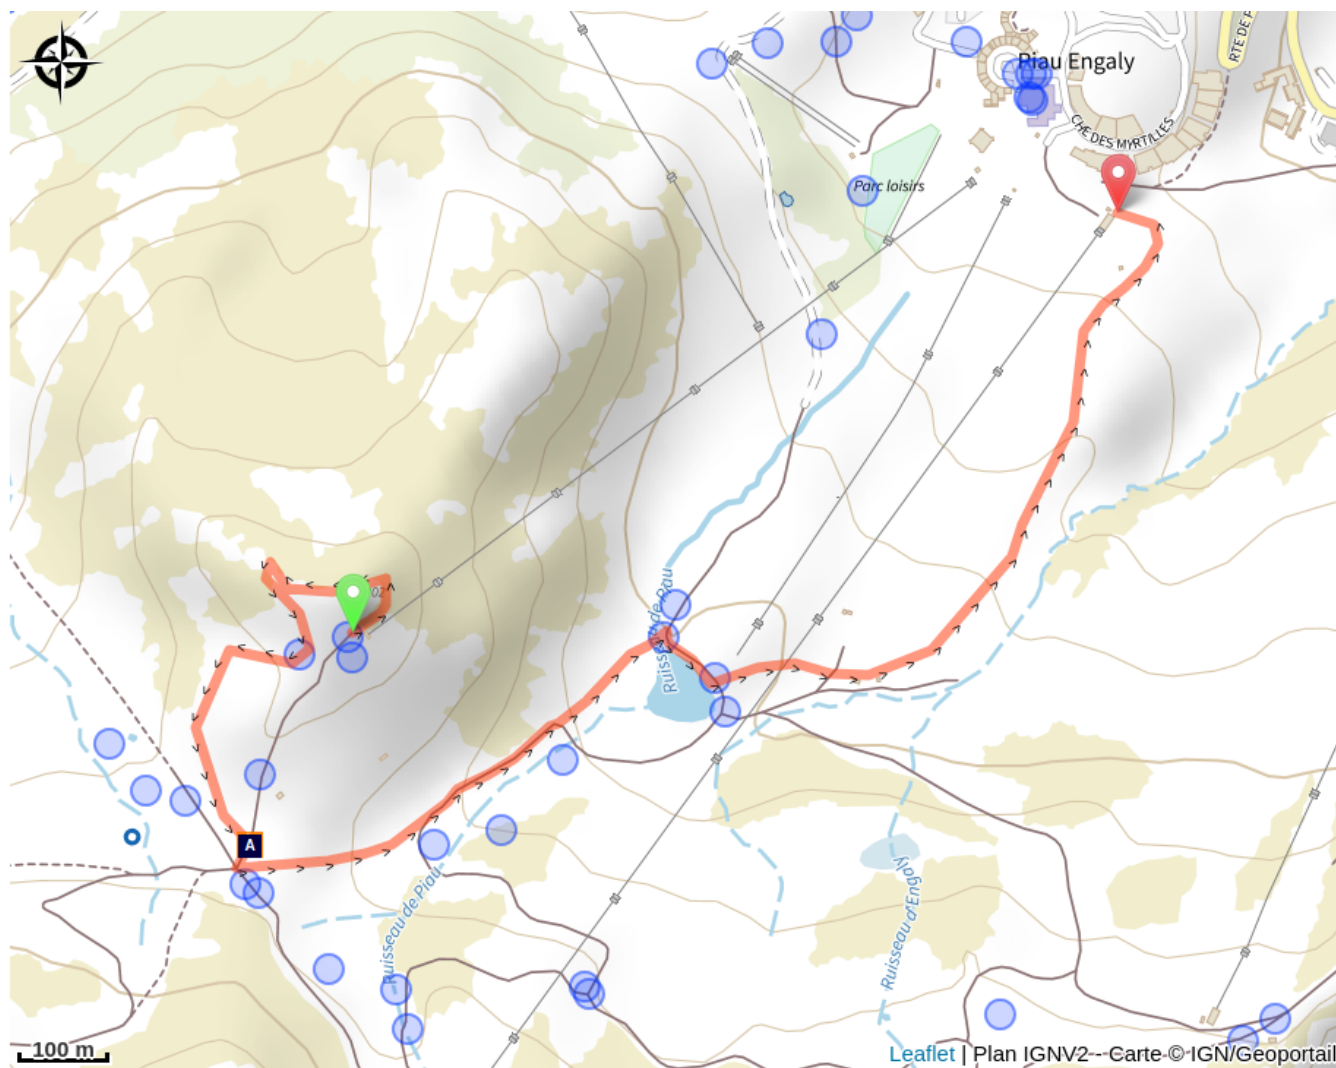 Piau Engaly
RTE DE P
CHE DES MYRTILLES
Parc loisirs
Ruisseau de Piau
A
Ruisseau de Piau
Ruisseau d'Engaly
100 m
Leaflet | Plan IGNV2 - Carte © IGN/Geoportail